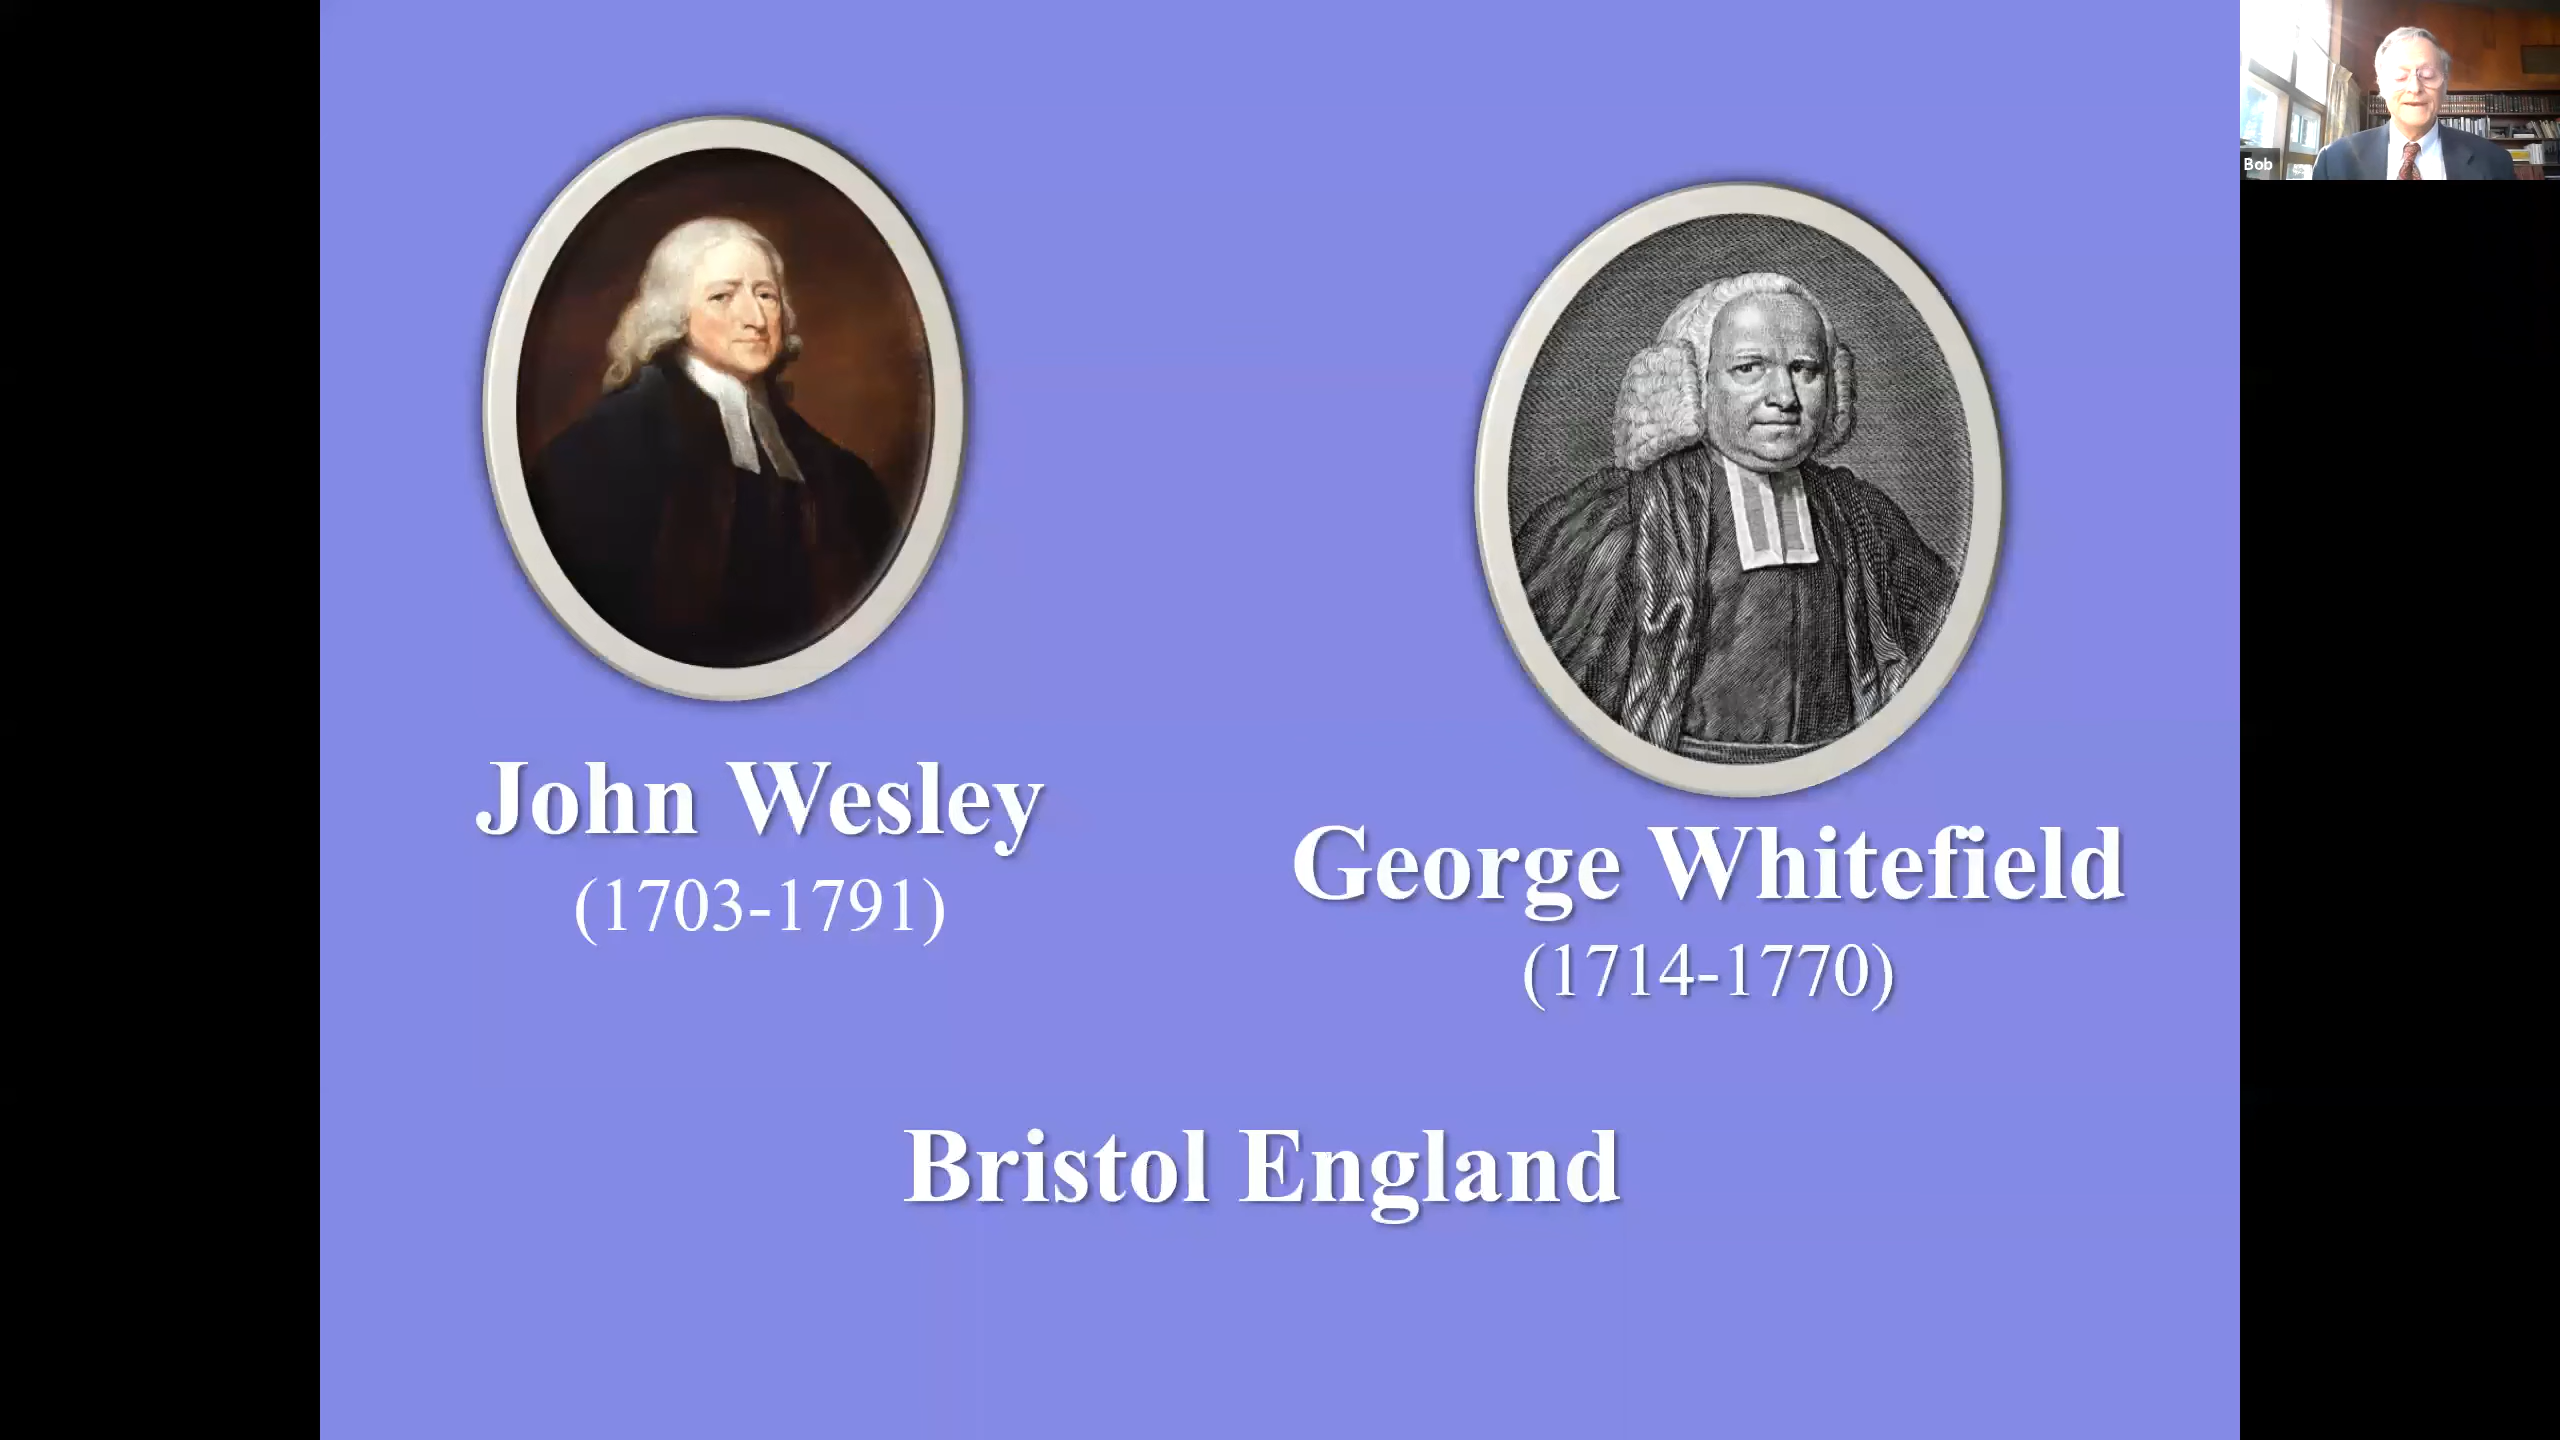 John Wesley
(1703-1791)
George Whitefield
(1714-1770)
Bristol England
Bob